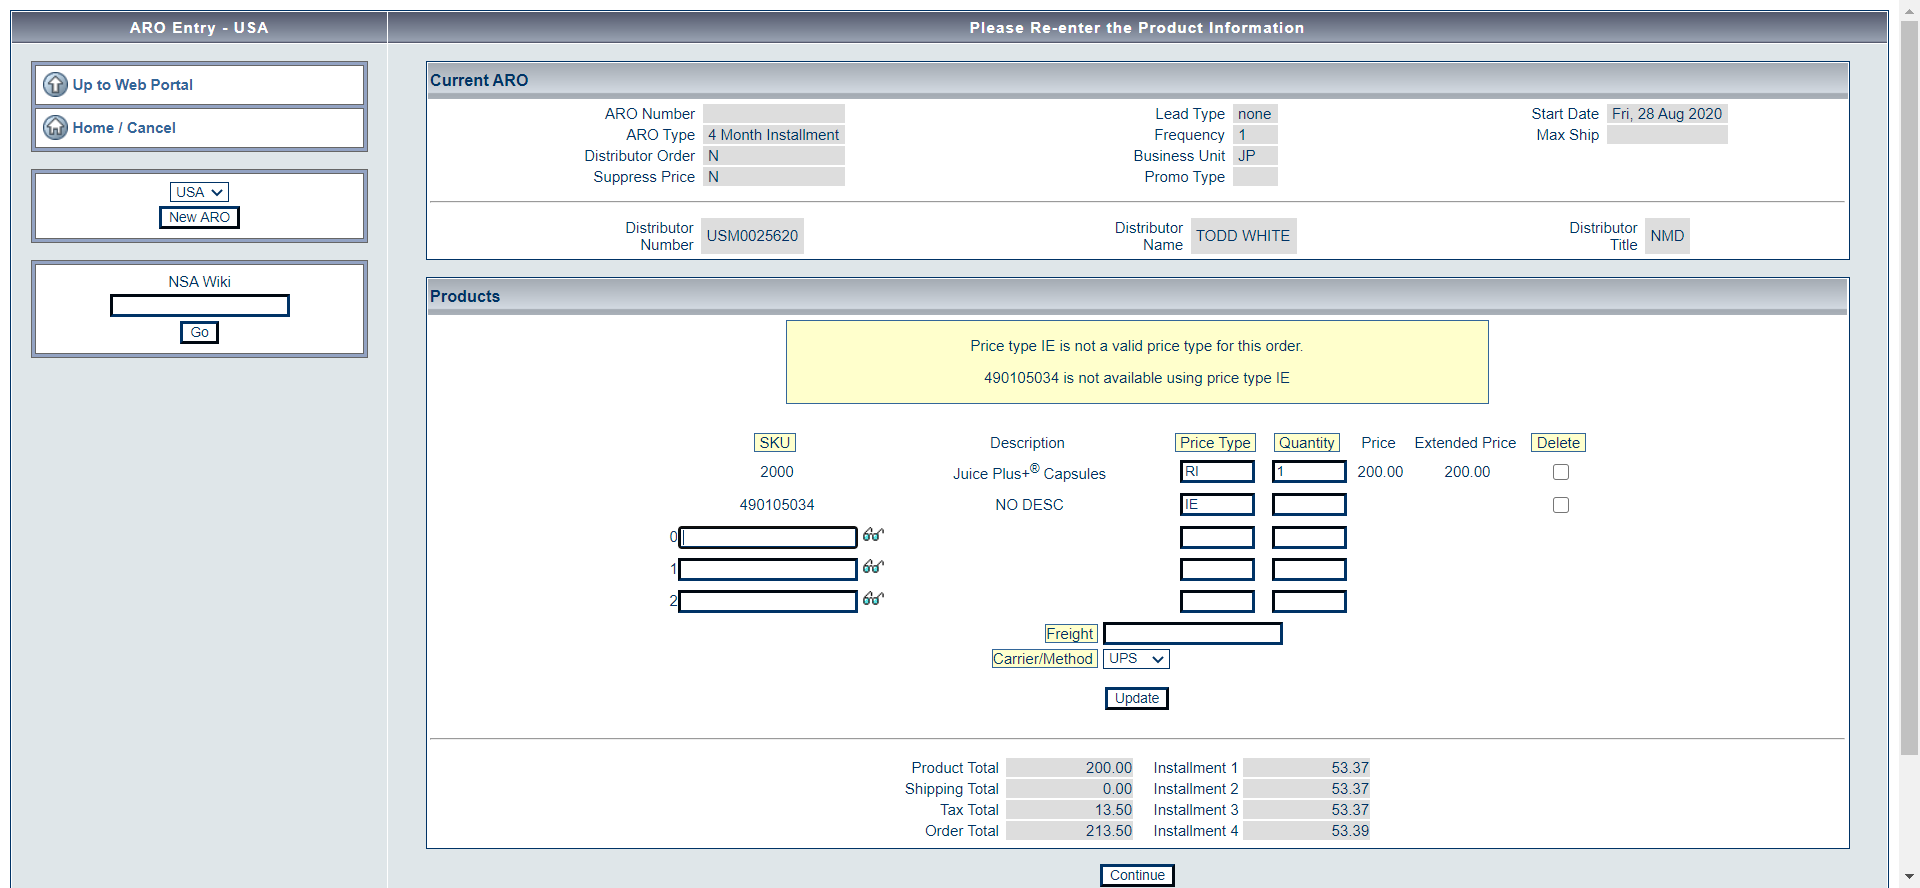 ARO Entry - USA
Please Re-enter the Product Information
Up to Web Portal
Home / Cancel
USA
New ARO
NSA Wiki
Go
Current ARO
ARO Number
Lead Type none
Start Date Fri, 28 Aug 2020
ARO Type 4 Month Installment
Frequency 1
Max Ship
Distributor Order N
Business Unit JP
Suppress Price N
Promo Type
Distributor Number USM0025620
Distributor Name TODD WHITE
Distributor Title NMD
Products
Price type IE is not a valid price type for this order.
490105034 is not available using price type IE
SKU Description Price Type Quantity Price Extended Price Delete
2000 Juice Plus+® Capsules RI 1 200.00 200.00
490105034 NO DESC IE
0
1
2
Freight
Carrier/Method UPS
Update
Product Total 200.00 Installment 1 53.37
Shipping Total 0.00 Installment 2 53.37
Tax Total 13.50 Installment 3 53.37
Order Total 213.50 Installment 4 53.39
Continue